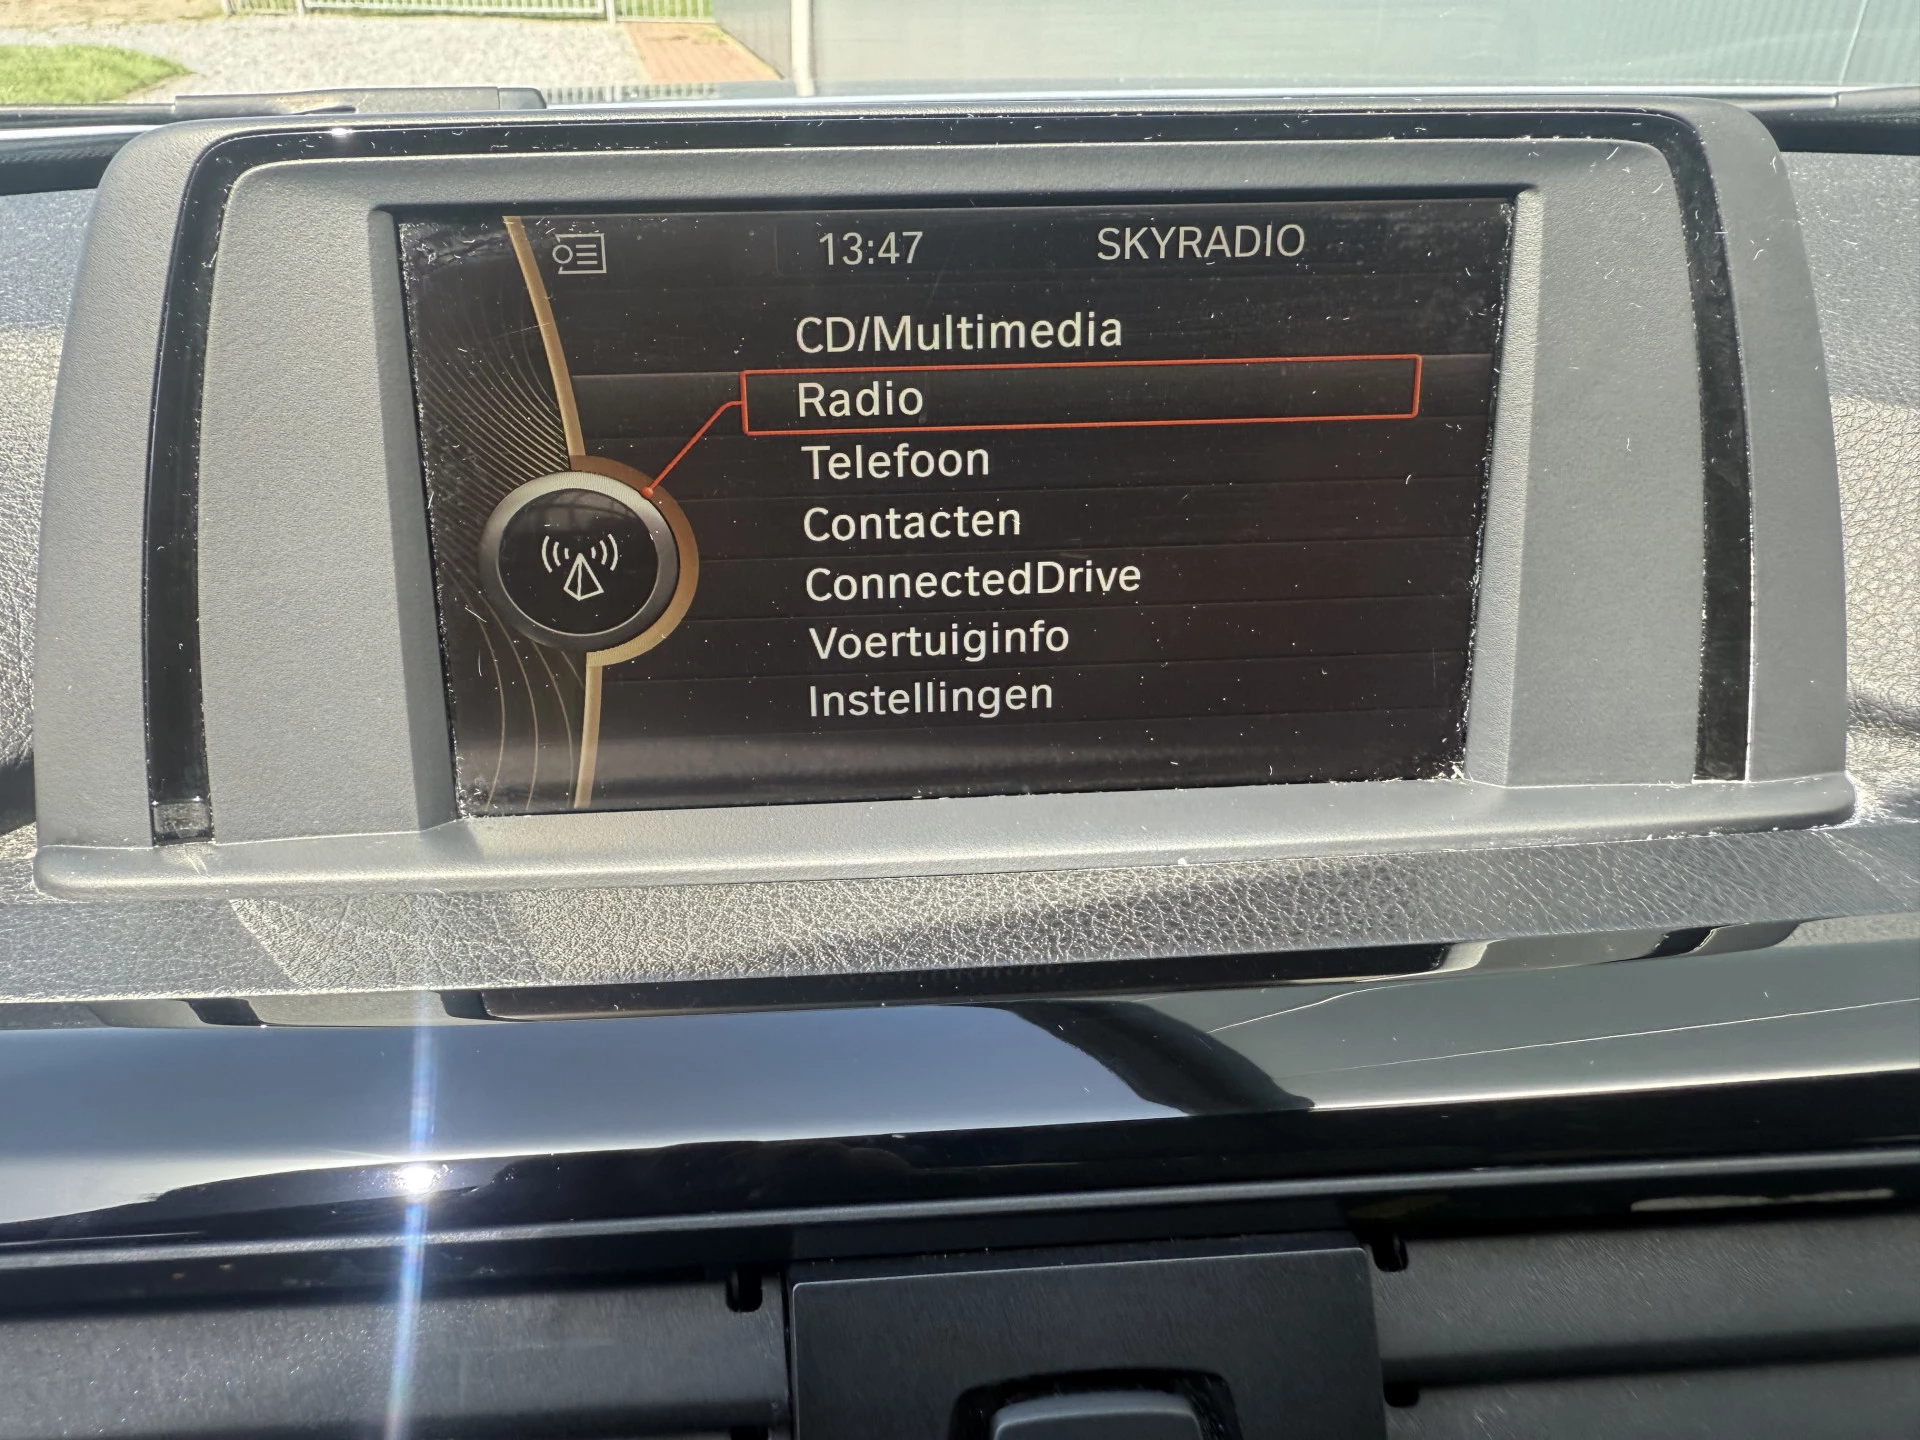 13:47 SKYRADIO
CD/Multimedia
Radio
Telefoon
Contacten
ConnectedDrive
Voertuiginfo
Instellingen